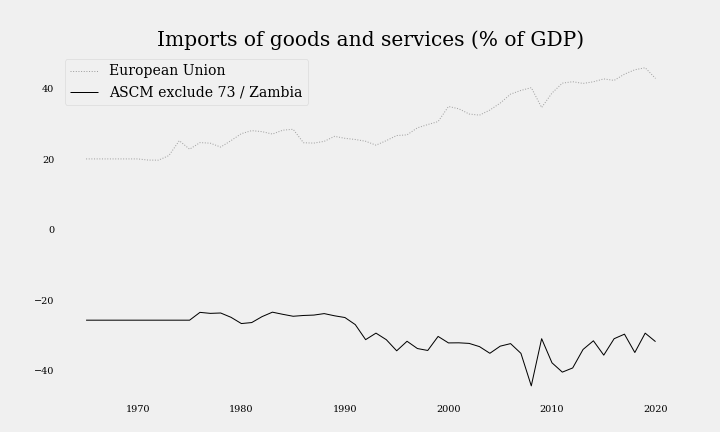 Imports of goods and services (% of GDP)
European Union
ASCM exclude 73 / Zambia
40
20
0
−20
−40
1970 1980 1990 2000 2010 2020